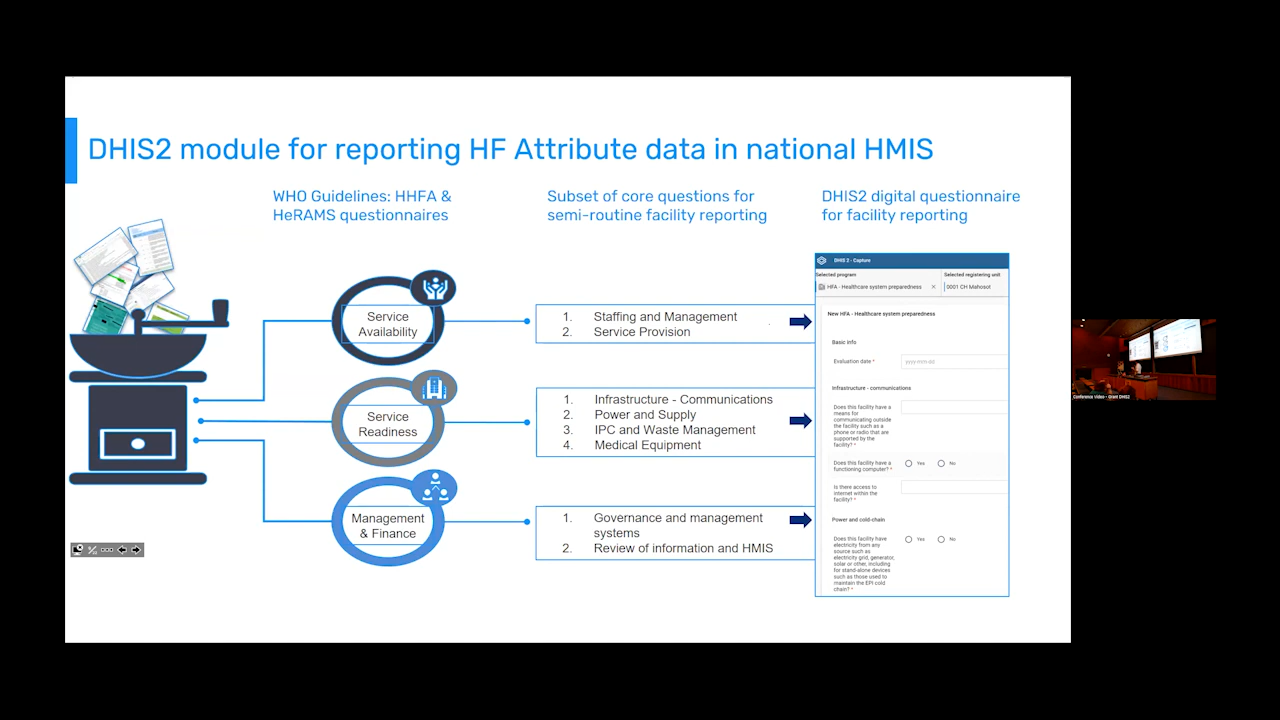 DHIS2 module for reporting HF Attribute data in national HMIS
WHO Guidelines: HHFA &
HeRAMS questionnaires
Subset of core questions for
semi-routine facility reporting
DHIS2 digital questionnaire
for facility reporting
Service
Availability
1. Staffing and Management
2. Service Provision
Service
Readiness
1. Infrastructure - Communications
2. Power and Supply
3. IPC and Waste Management
4. Medical Equipment
Management
& Finance
1. Governance and management
systems
2. Review of information and HMIS
DHIS 2 - Capture
Selected program
Selected registering unit
HFA - Healthcare system preparedness
0001 CH Mahosot
New HFA - Healthcare system preparedness
Basic info
Evaluation date *
yyyy-mm-dd
Infrastructure - communications
Does this facility have a
means for
communicating outside
the facility such as a
phone or radio that are
supported by the
facility? *
Does this facility have a
functioning computer? *
Yes No
Is there access to
internet within the
facility? *
Power and cold-chain
Does this facility have
electricity from any
source such as
electricity grid, generator,
solar or other, including
for stand-alone devices
such as those used to
maintain the EPI cold
chain? *
Yes No
Conference Video - Grant DHIS2